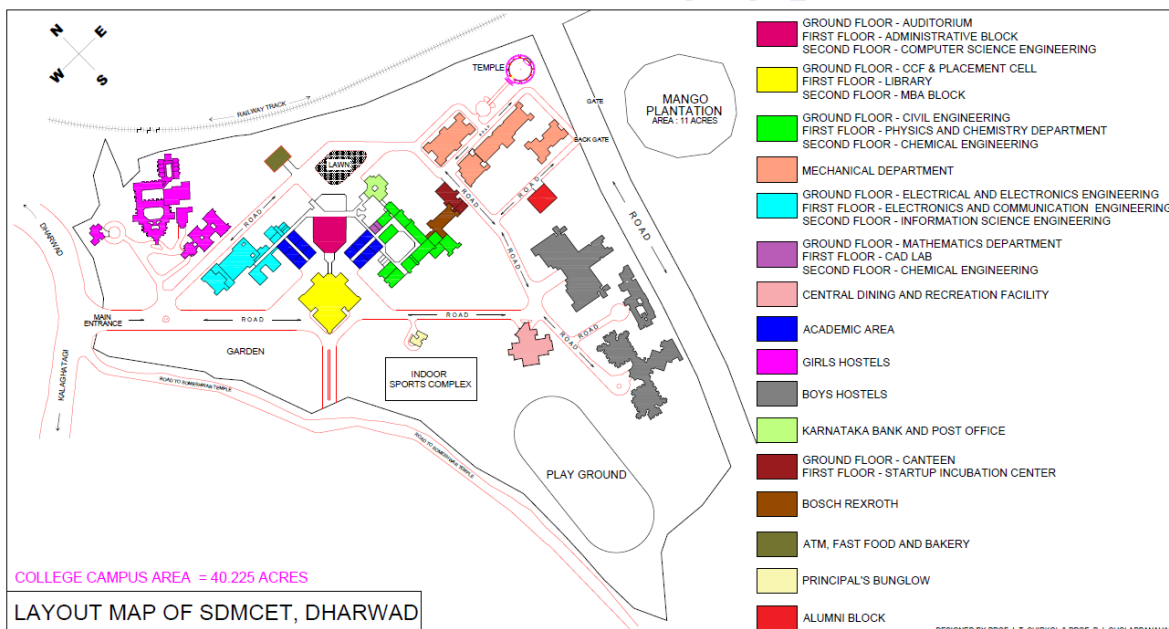 N
E
W
S
TEMPLE
RAILWAY TRACK
MANGO
PLANTATION
AREA : 11 ACRES
GATE
BACK GATE
ROAD
LAWN
ROAD
ROAD
ROAD
ROAD
DHARWAD
MAIN
ENTRANCE
ROAD
ROAD
ROAD
ROAD
GARDEN
KALAGHATAGI
INDOOR
SPORTS COMPLEX
PLAY GROUND
COLLEGE CAMPUS AREA = 40.225 ACRES
LAYOUT MAP OF SDMCET, DHARWAD
GROUND FLOOR - AUDITORIUM
FIRST FLOOR - ADMINISTRATIVE BLOCK
SECOND FLOOR - COMPUTER SCIENCE ENGINEERING
GROUND FLOOR - CCF & PLACEMENT CELL
FIRST FLOOR - LIBRARY
SECOND FLOOR - MBA BLOCK
GROUND FLOOR - CIVIL ENGINEERING
FIRST FLOOR - PHYSICS AND CHEMISTRY DEPARTMENT
SECOND FLOOR - CHEMICAL ENGINEERING
MECHANICAL DEPARTMENT
GROUND FLOOR - ELECTRICAL AND ELECTRONICS ENGINEERING
FIRST FLOOR - ELECTRONICS AND COMMUNICATION ENGINEERING
SECOND FLOOR - INFORMATION SCIENCE ENGINEERING
GROUND FLOOR - MATHEMATICS DEPARTMENT
FIRST FLOOR - CAD LAB
SECOND FLOOR - CHEMICAL ENGINEERING
CENTRAL DINING AND RECREATION FACILITY
ACADEMIC AREA
GIRLS HOSTELS
BOYS HOSTELS
KARNATAKA BANK AND POST OFFICE
GROUND FLOOR - CANTEEN
FIRST FLOOR - STARTUP INCUBATION CENTER
BOSCH REXROTH
ATM, FAST FOOD AND BAKERY
PRINCIPAL'S BUNGLOW
ALUMNI BLOCK